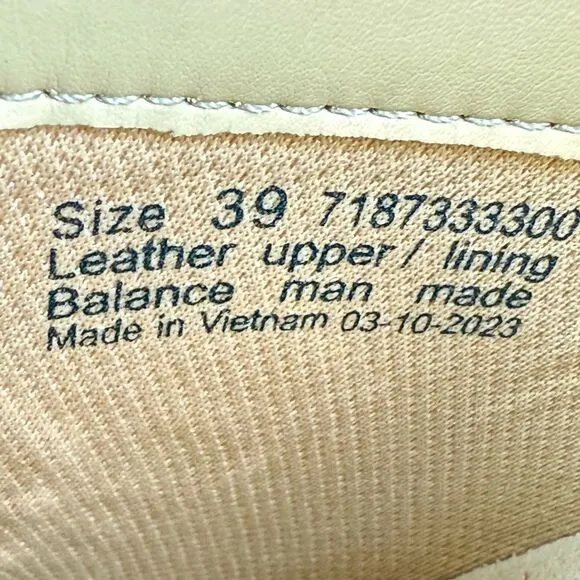 Size 39 7187333300
Leather upper / lining
Balance man made
Made in Vietnam 03-10-2023